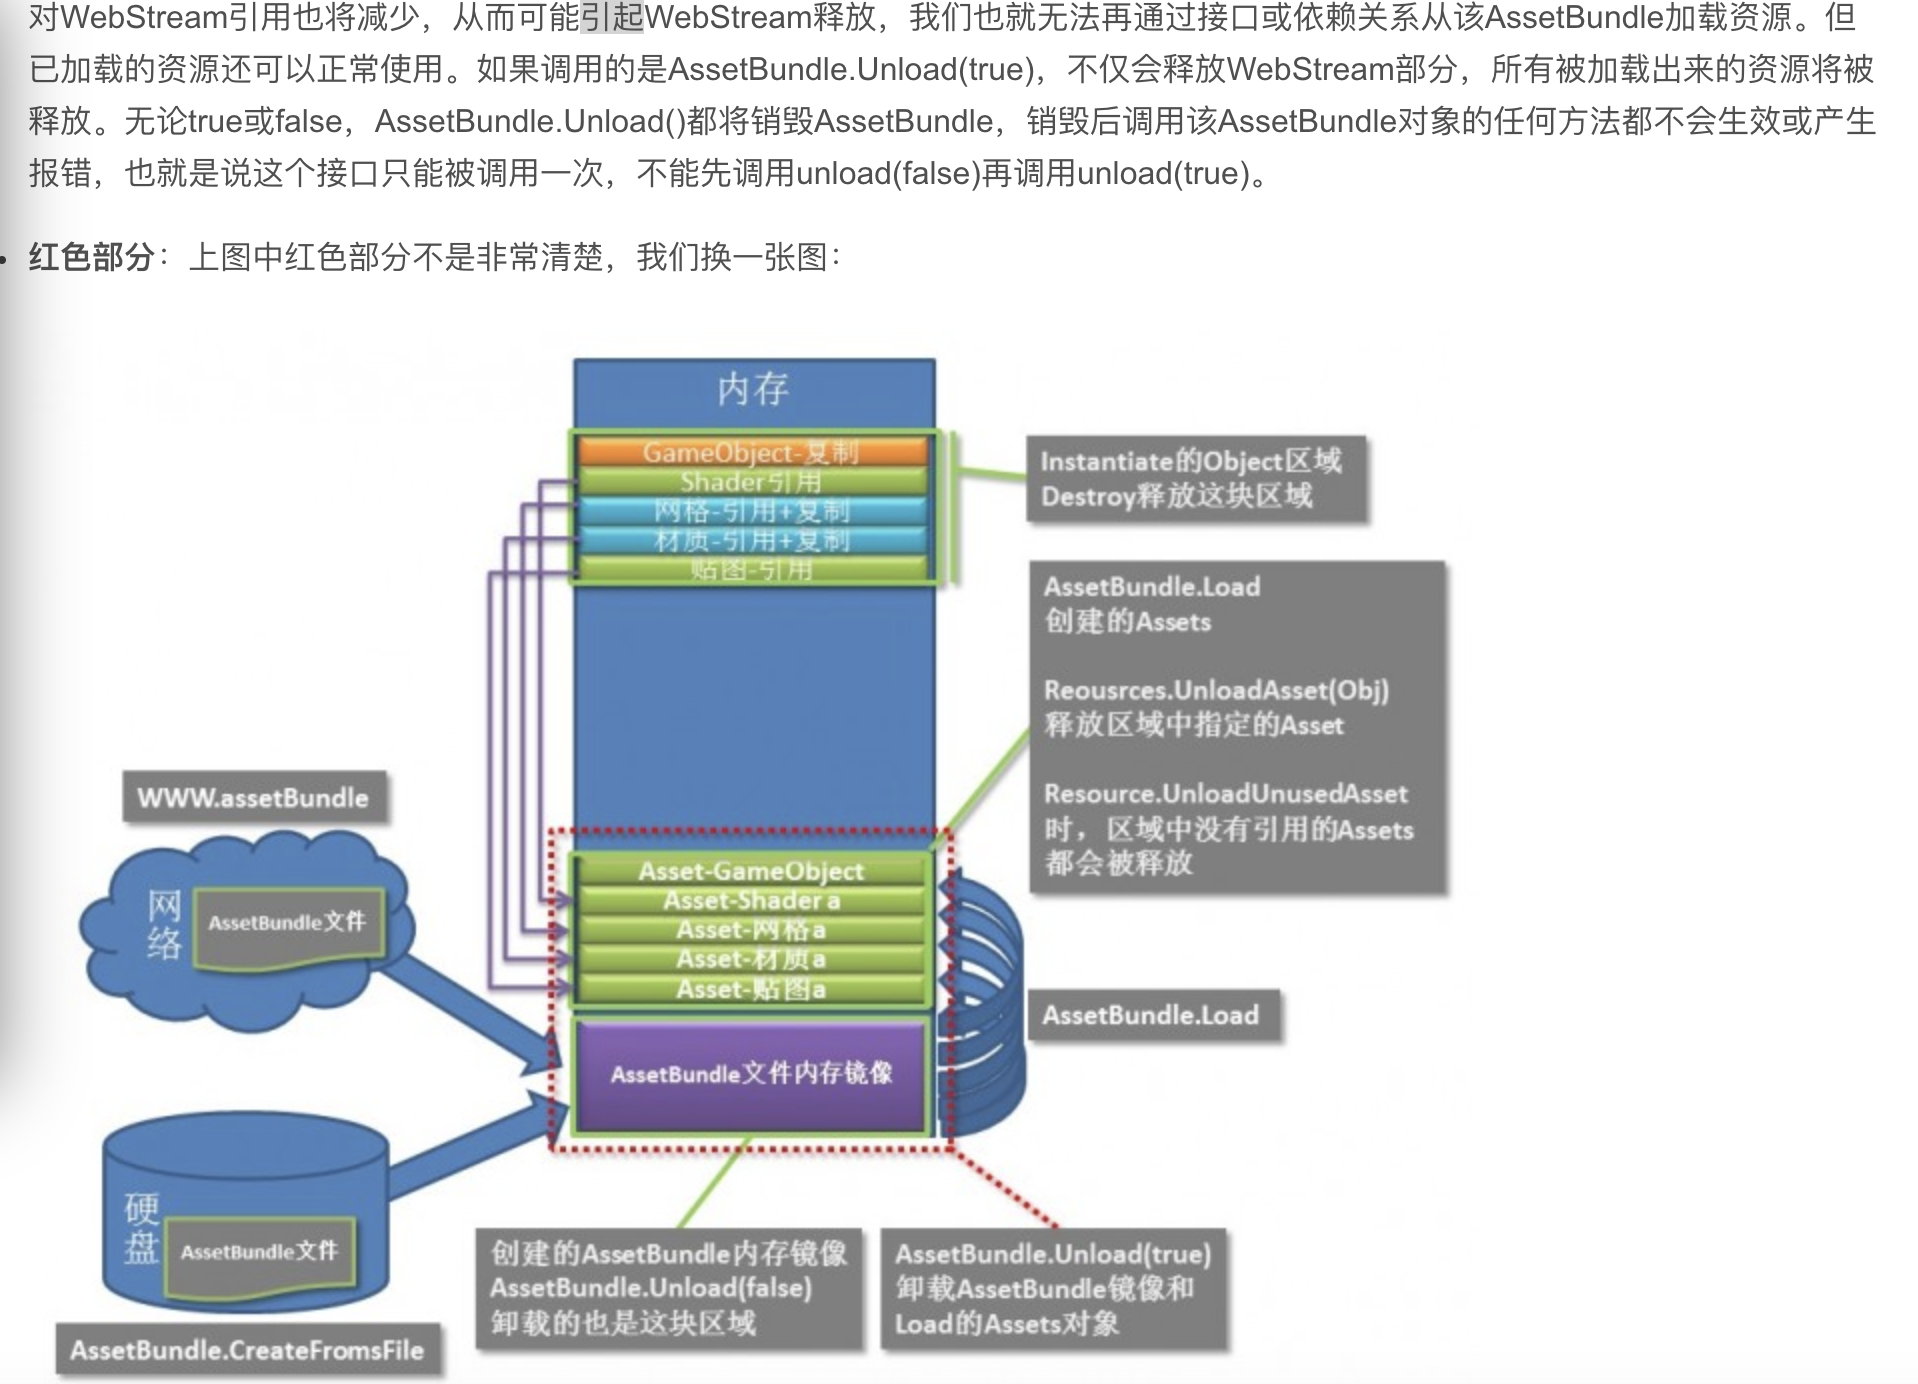 对WebStream引用也将减少，从而可能引起WebStream释放，我们也就无法再通过接口或依赖关系从该AssetBundle加载资源。但
已加载的资源还可以正常使用。如果调用的是AssetBundle.Unload(true)，不仅会释放WebStream部分，所有被加载出来的资源将被
释放。无论true或false，AssetBundle.Unload()都将销毁AssetBundle，销毁后调用该AssetBundle对象的任何方法都不会生效或产生
报错，也就是说这个接口只能被调用一次，不能先调用unload(false)再调用unload(true)。
• 红色部分：上图中红色部分不是非常清楚，我们换一张图：
内存
GameObject-复制
Shader引用
网格-引用+复制
材质-引用+复制
贴图-引用
Instantiate的Object区域
Destroy释放这块区域
AssetBundle.Load
创建的Assets
Reousrces.UnloadAsset(Obj)
释放区域中指定的Asset
Resource.UnloadUnusedAsset
时，区域中没有引用的Assets
都会被释放
WWW.assetBundle
网络
AssetBundle文件
Asset-GameObject
Asset-Shader a
Asset-网格a
Asset-材质a
Asset-贴图a
AssetBundle.Load
AssetBundle文件内存镜像
硬盘
AssetBundle文件
AssetBundle.CreateFromsFile
创建的AssetBundle内存镜像
AssetBundle.Unload(false)
卸载的也是这块区域
AssetBundle.Unload(true)
卸载AssetBundle镜像和
Load的Assets对象